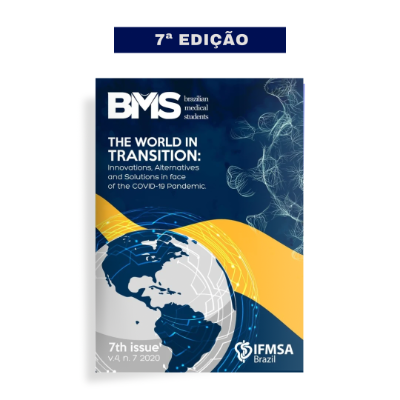 7ª EDIÇÃO
BMS
brazilian
medical
students
THE WORLD IN
TRANSITION:
Innovations, Alternatives
and Solutions in face
of the COVID-19 Pandemic.
7th issue
v.4, n. 7 2020
IFMSA
Brazil